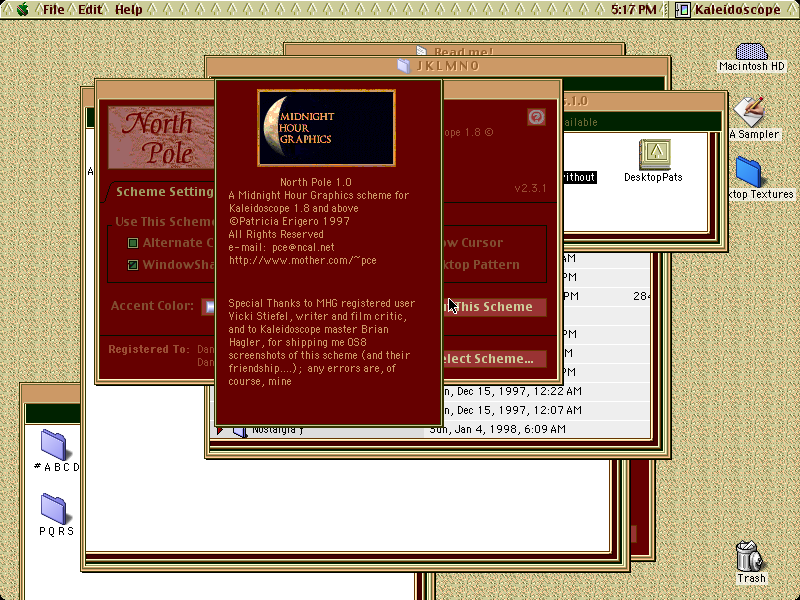 File Edit Help
5:17 PM
Kaleidoscope
Read me!
JKLMNO
Macintosh HD
A Sampler
ktop Textures
Trash
s.1.0
ailable
ithout
DesktopPats
North
Pole
ope 1.8 ©
v2.3.1
Scheme Setting
Use This Scheme
Alternate C
WindowSha
ow Cursor
ktop Pattern
Accent Color:
This Scheme
elect Scheme...
Registered To: Dan
Dan
MIDNIGHT
HOUR
GRAPHICS
North Pole 1.0
A Midnight Hour Graphics scheme for
Kaleidoscope 1.8 and above
©Patricia Erigero 1997
All Rights Reserved
e-mail: pce@ncal.net
http://www.mother.com/~pce
Special Thanks to MHG registered user
Vicki Stiefel, writer and film critic,
and to Kaleidoscope master Brian
Hagler, for shipping me OS8
screenshots of this scheme (and their
friendship....); any errors are, of
course, mine
AM
PM
PM 284
PM
M
PM
n, Dec 15, 1997, 12:22 AM
n, Dec 15, 1997, 12:07 AM
Nostalgia ƒ Sun, Jan 4, 1998, 6:09 AM
A
# A B C D
P Q R S